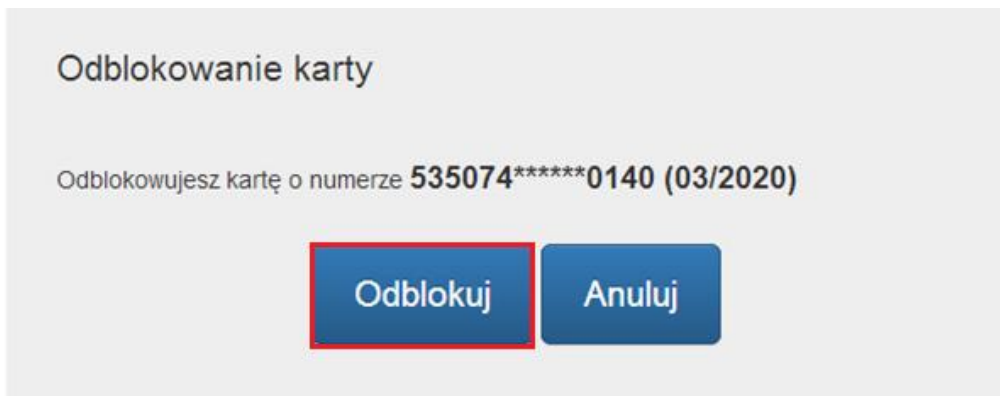 Odblokowanie karty
Odblokowujesz kartę o numerze 535074******0140 (03/2020)
Odblokuj Anuluj